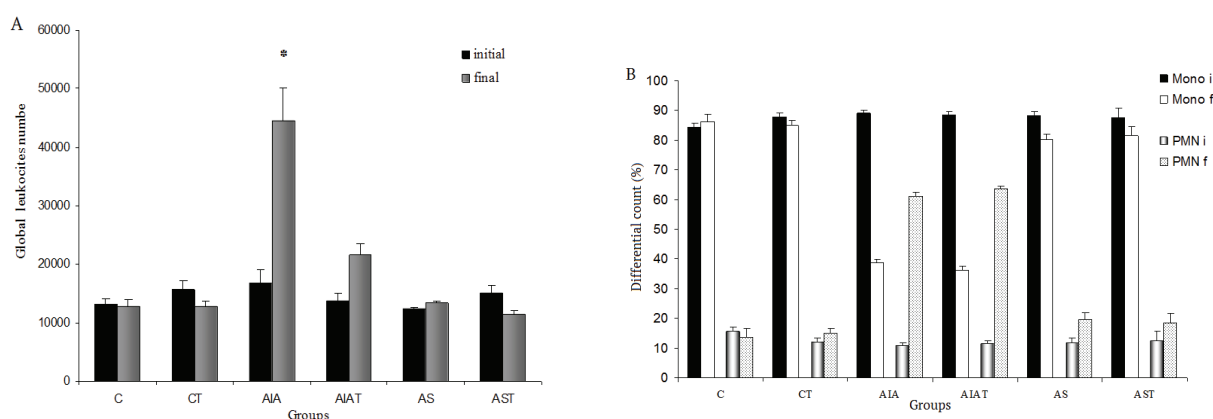 A
Global leukocites numbe
60000
50000
40000
30000
20000
10000
0
*
initial
final
C CT AIA AIAT AS AST
Groups
B
Differential count (%)
100
90
80
70
60
50
40
30
20
10
0
Mono i
Mono f
PMN i
PMN f
C CT AIA AIAT AS AST
Groups